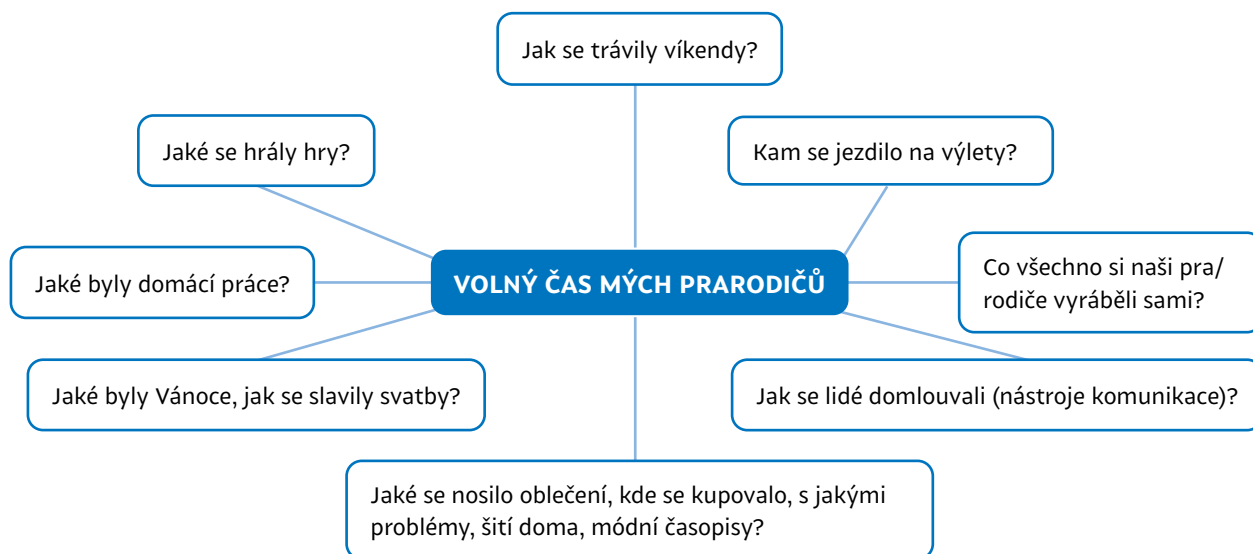 Jak se trávily víkendy?
Jaké se hrály hry?
Kam se jezdilo na výlety?
Jaké byly domácí práce?
VOLNÝ ČAS MÝCH PRARODIČŮ
Co všechno si naši pra/
rodiče vyráběli sami?
Jaké byly Vánoce, jak se slavily svatby?
Jak se lidé domlouvali (nástroje komunikace)?
Jaké se nosilo oblečení, kde se kupovalo, s jakými
problémy, šití doma, módní časopisy?